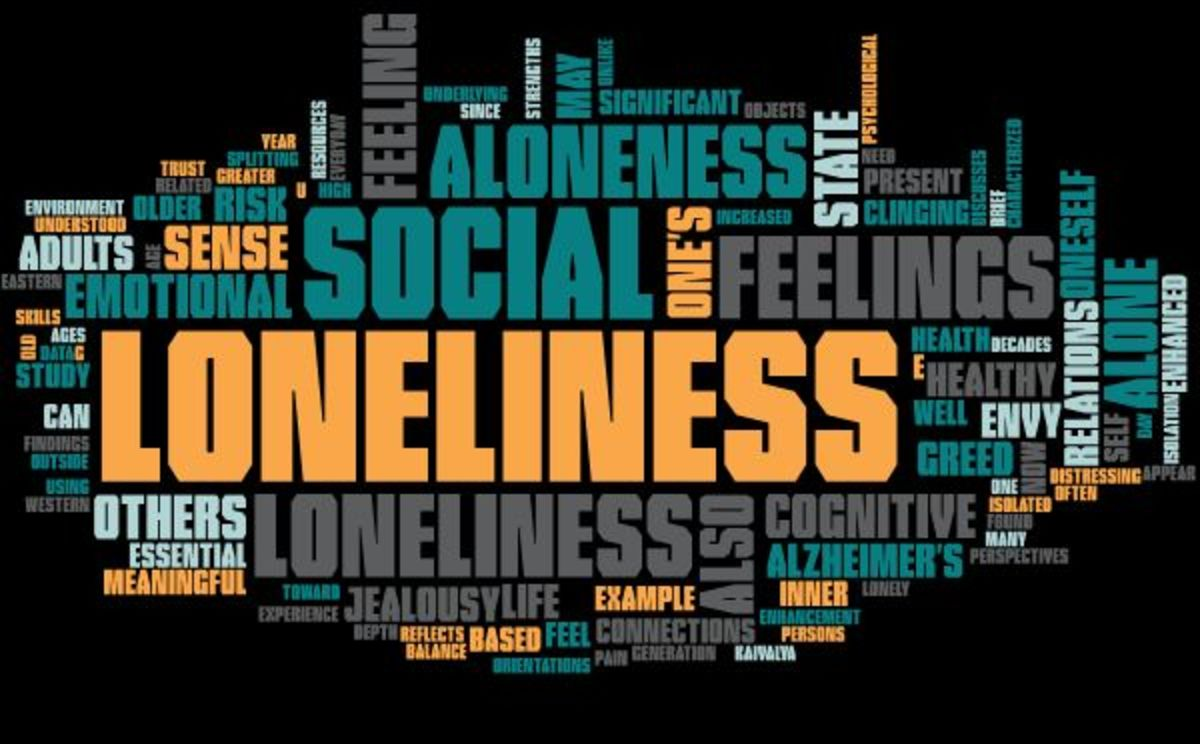 FEELING
UNDERLYING
SINCE
STRENGTHS
MAY
UNLIKE
SIGNIFICANT
OBJECTS
PSYCHOLOGICAL
STATE
NEED
PRESENT
CLINGING
DISCUSSES
BRIEF
CHARACTERIZED
YEAR
SPLITTING
RESOURCES
EVERYDAY
TRUST
GREATER
RELATED
U
HIGH
ALONENESS
ENVIRONMENT
OLDER
RISK
UNDERSTOOD
ADULTS
AGE
SENSE
SOCIAL
ONE'S
INCREASED
FEELINGS
ONESELF
EASTERN
EMOTIONAL
RELATIONS
ALONE
ENHANCED
SKILLS
OLD
AGES
DATA
G
STUDY
LONELINESS
HEALTH
DECADES
E
HEALTHY
CAN
WELL
ENVY
SELF
DAY
ISOLATION
FINDINGS
OUTSIDE
GREED
NOW
DISTRESSING
APPEAR
USING
WESTERN
ONE
OFTEN
OTHERS
LONELINESS
ALSO
COGNITIVE
ISOLATED
FOUND
MANY
ESSENTIAL
ALZHEIMER'S
PERSPECTIVES
MEANINGFUL
TOWARD
JEALOUSY
LIFE
EXAMPLE
INNER
LONELY
EXPERIENCE
ENHANCEMENT
DEPTH
REFLECTS
BASED
FEEL
CONNECTIONS
PERSONS
BALANCE
ORIENTATIONS
PAIN
GENERATION
KAIVALYA